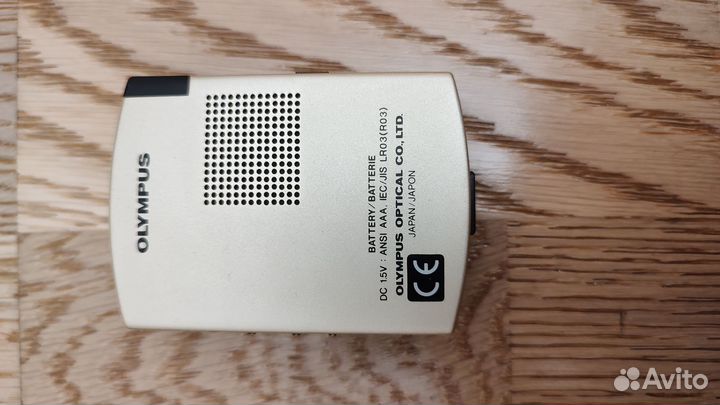 OLYMPUS
BATTERY/BATTERIE
DC 1.5V : ANSI AAA, IEC/JIS LR03(R03)
OLYMPUS OPTICAL CO.,LTD.
JAPAN/JAPON
CE
Avito